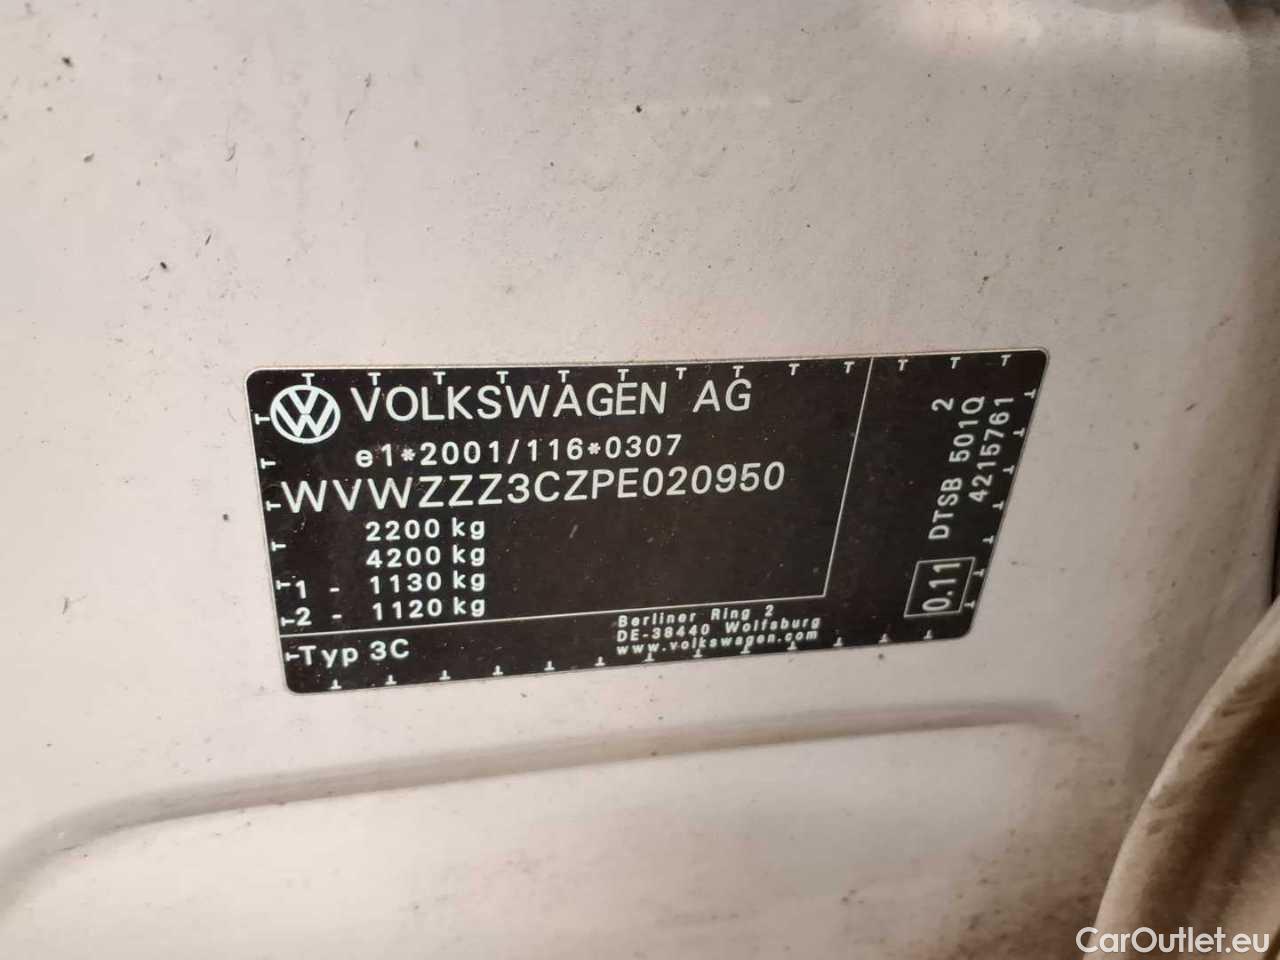 VOLKSWAGEN AG
e1*2001/116*0307
WVWZZZ3CZPE020950
2200 kg
4200 kg
1 - 1130 kg
2 - 1120 kg
Typ 3C
Berliner Ring 2
DE-38440 Wolfsburg
www.volkswagen.com
0.11
DTSB 501Q 2
4215761
CarOutlet.eu